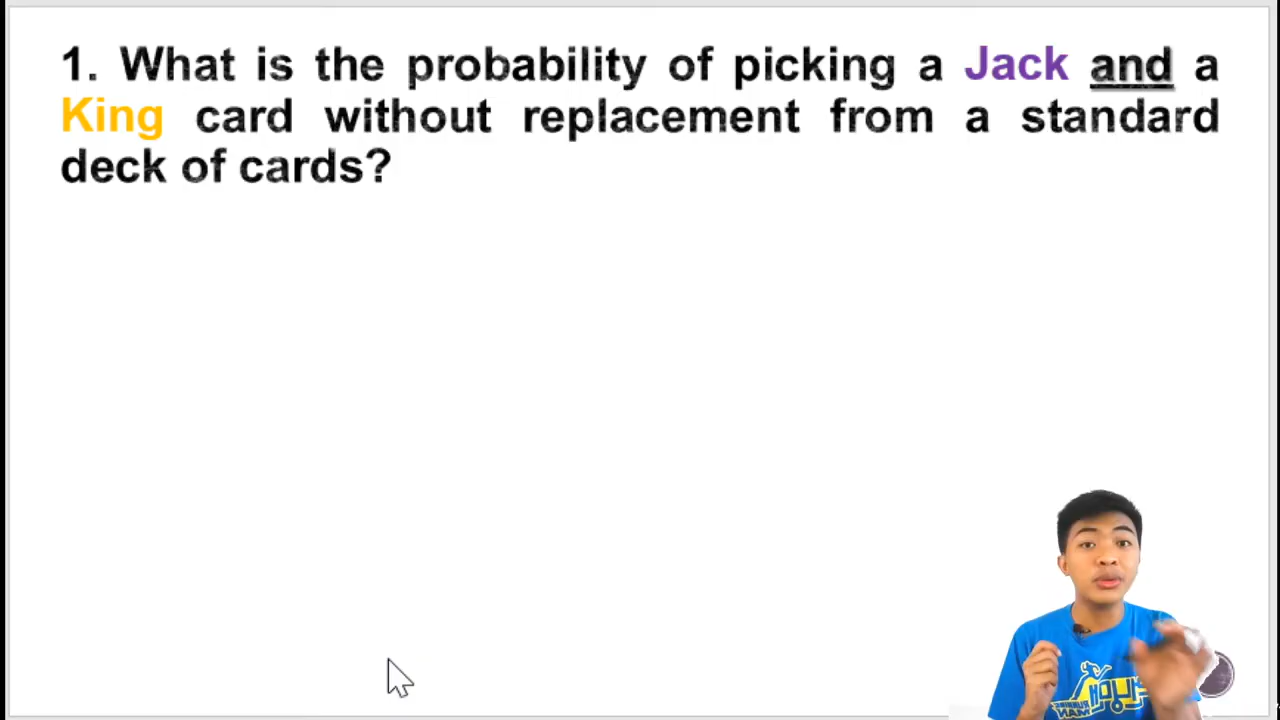 1. What is the probability of picking a Jack and a
King card without replacement from a standard
deck of cards?